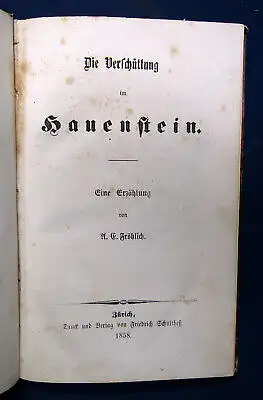 Die Verschüttung
im
Hauenstein.
Eine Erzählung
von
A. E. Fröhlich.
Zürich,
Druck und Verlag von Friedrich Schultheß.
1858.